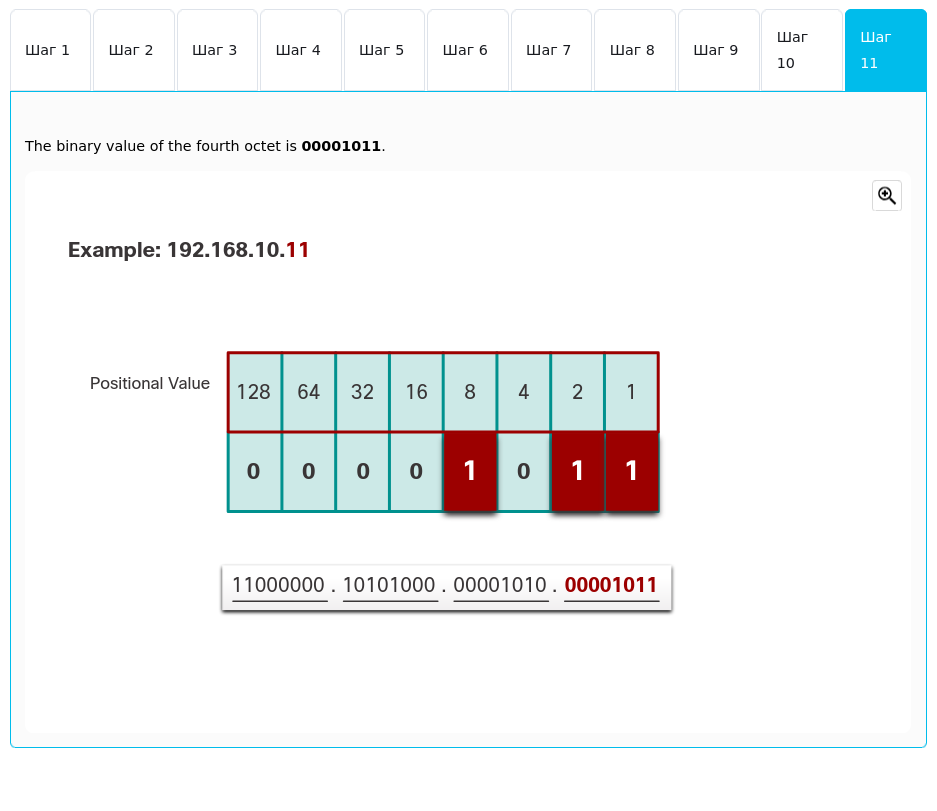 Шаг 1 Шаг 2 Шаг 3 Шаг 4 Шаг 5 Шаг 6 Шаг 7 Шаг 8 Шаг 9 Шаг 10 Шаг 11
The binary value of the fourth octet is 00001011.
Example: 192.168.10.11
Positional Value 128 64 32 16 8 4 2 1
0 0 0 0 1 0 1 1
11000000 . 10101000 . 00001010 . 00001011